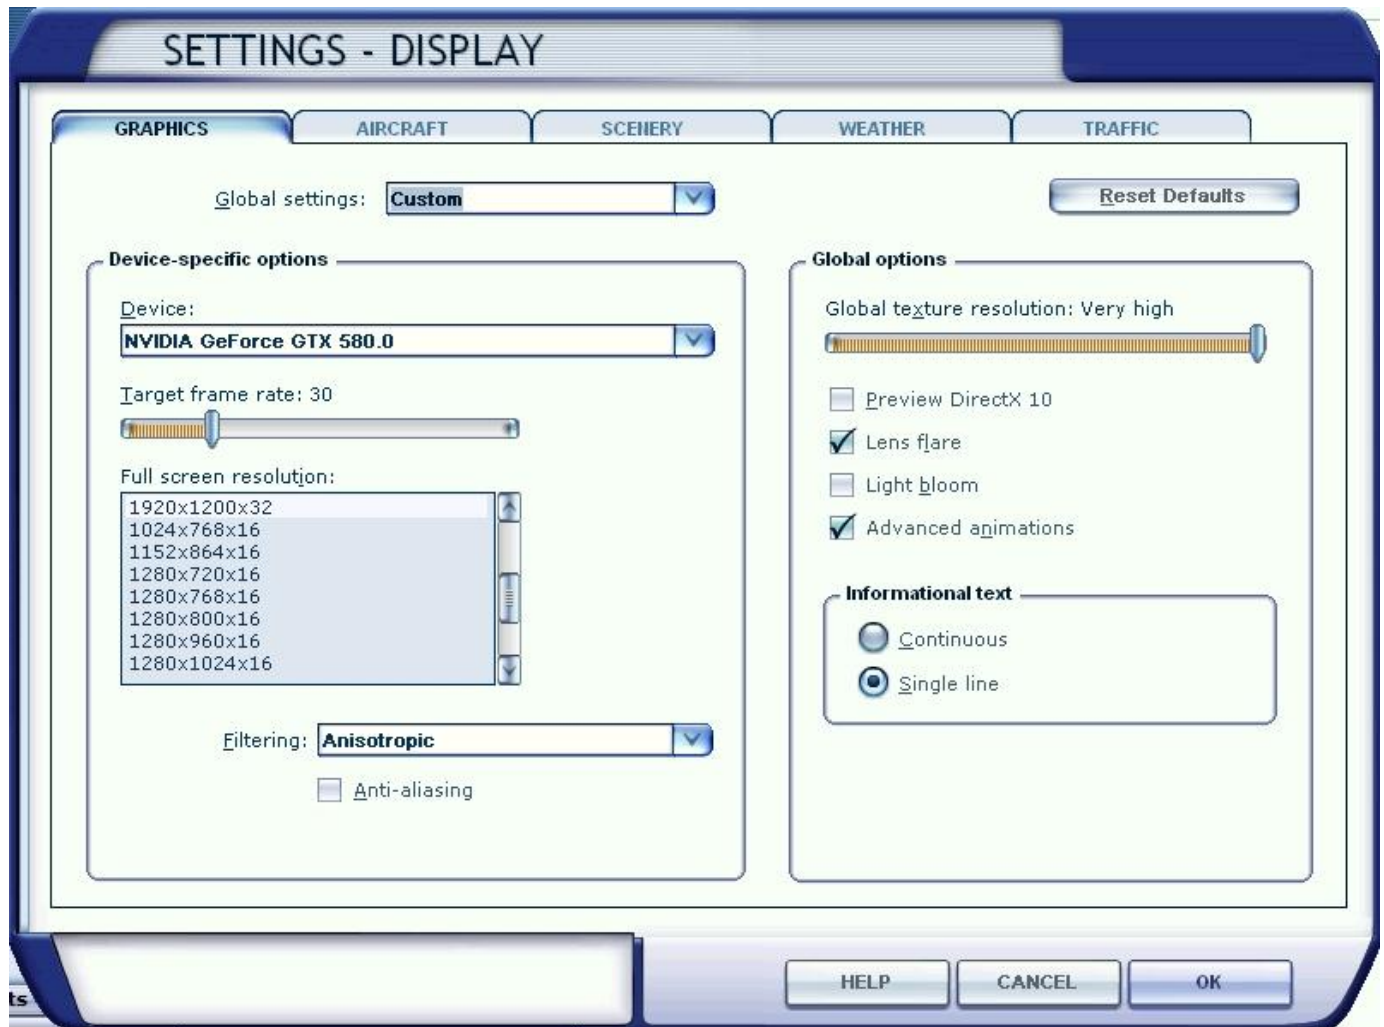 SETTINGS - DISPLAY
GRAPHICS
AIRCRAFT
SCENERY
WEATHER
TRAFFIC
Global settings: Custom
Reset Defaults
Device-specific options
Device:
NVIDIA GeForce GTX 580.0
Target frame rate: 30
Full screen resolution:
1920x1200x32
1024x768x16
1152x864x16
1280x720x16
1280x768x16
1280x800x16
1280x960x16
1280x1024x16
Filtering: Anisotropic
Anti-aliasing
Global options
Global texture resolution: Very high
Preview DirectX 10
Lens flare
Light bloom
Advanced animations
Informational text
Continuous
Single line
ts
HELP
CANCEL
OK